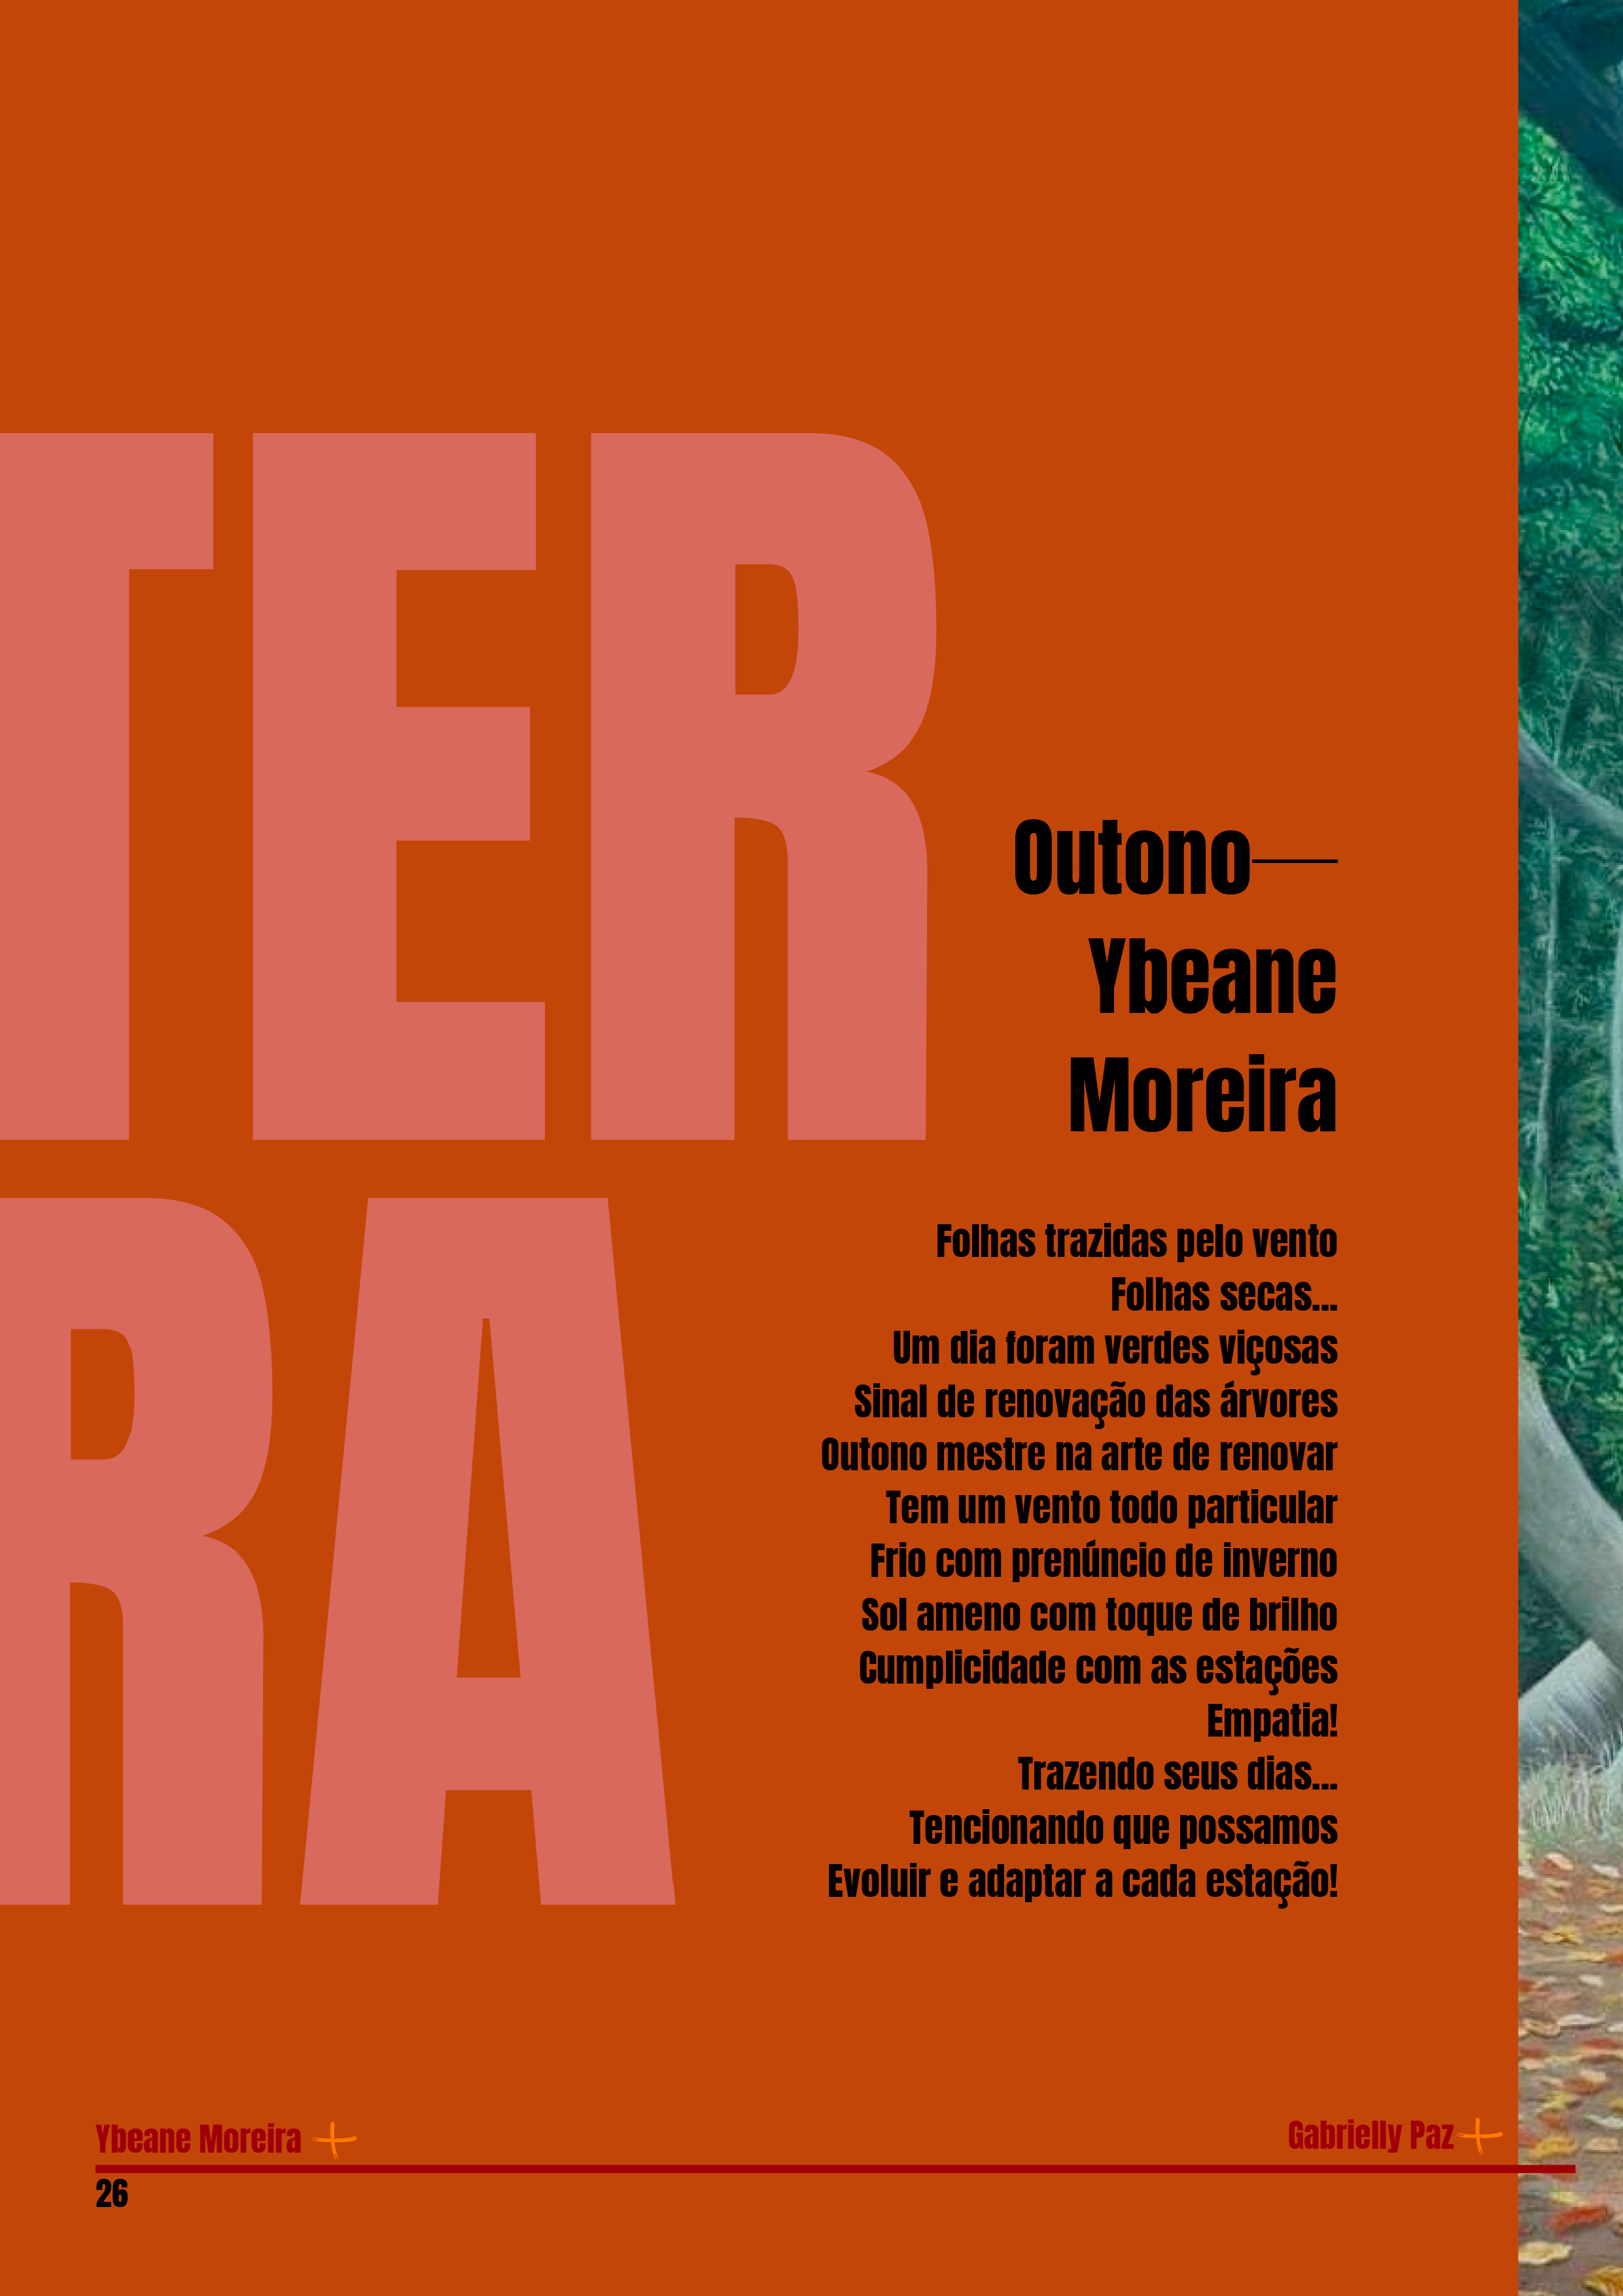 TER
RA
Outono—
Ybeane
Moreira
Folhas trazidas pelo vento
Folhas secas...
Um dia foram verdes viçosas
Sinal de renovação das árvores
Outono mestre na arte de renovar
Tem um vento todo particular
Frio com prenúncio de inverno
Sol ameno com toque de brilho
Cumplicidade com as estações
Empatia!
Trazendo seus dias...
Tencionando que possamos
Evoluir e adaptar a cada estação!
Ybeane Moreira
Gabrielly Paz
26